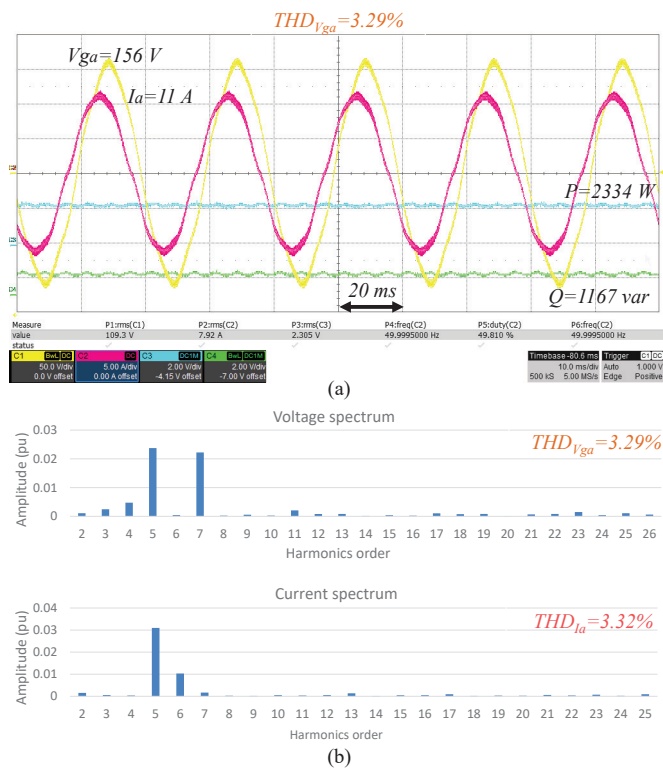 THD_Vga=3.29%
Vga=156 V
Ia=11 A
P=2334 W
20 ms
Q=1167 var
Measure P1:rms(C1) P2:rms(C2) P3:rms(C3) P4:freq(C2) P5:duty(C2) P6:freq(C2)
value 109.3 V 7.92 A 2.305 V 49.9995000 Hz 49.810 % 49.9995000 Hz
status
C1 BwL DC C2 DC C3 DC1M C4 BwL DC1M Timebase -80.6 ms Trigger C1 DC
50.0 V/div 5.00 A/div 2.00 V/div 2.00 V/div 10.0 ms/div Auto 1.000 V
0.0 V offset 0.00 A offset -4.15 V offset -7.00 V offset 500 kS 5.00 MS/s Edge Positive
(a)
Voltage spectrum
THD_Vga=3.29%
Amplitude (pu)
0.03
0.02
0.01
0
2 3 4 5 6 7 8 9 10 11 12 13 14 15 16 17 18 19 20 21 22 23 24 25 26
Harmonics order
Current spectrum
THD_Ia=3.32%
Amplitude (pu)
0.04
0.03
0.02
0.01
0
2 3 4 5 6 7 8 9 10 11 12 13 14 15 16 17 18 19 20 21 22 23 24 25
Harmonics order
(b)